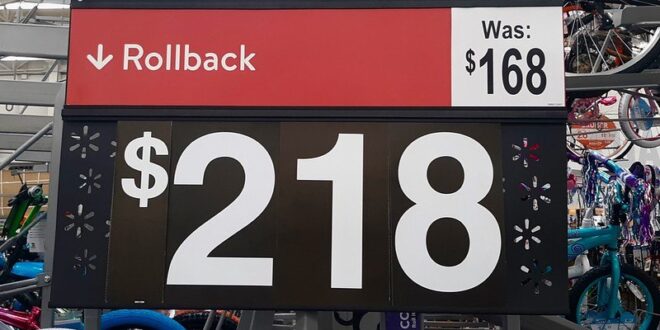 ↓ Rollback
Was:
$168
$218